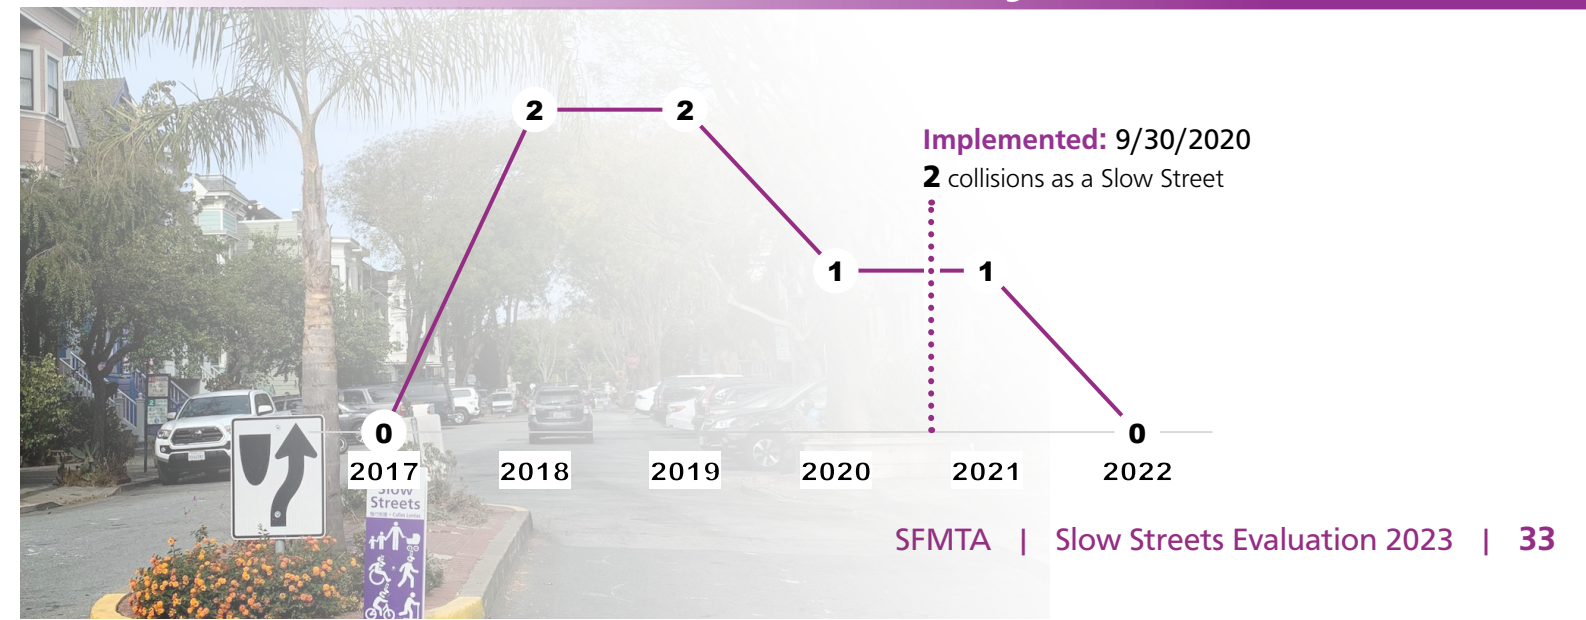 2 2
Implemented: 9/30/2020
2 collisions as a Slow Street
1 1
0 0
2017 2018 2019 2020 2021 2022
Slow
Streets
SFMTA | Slow Streets Evaluation 2023 | 33